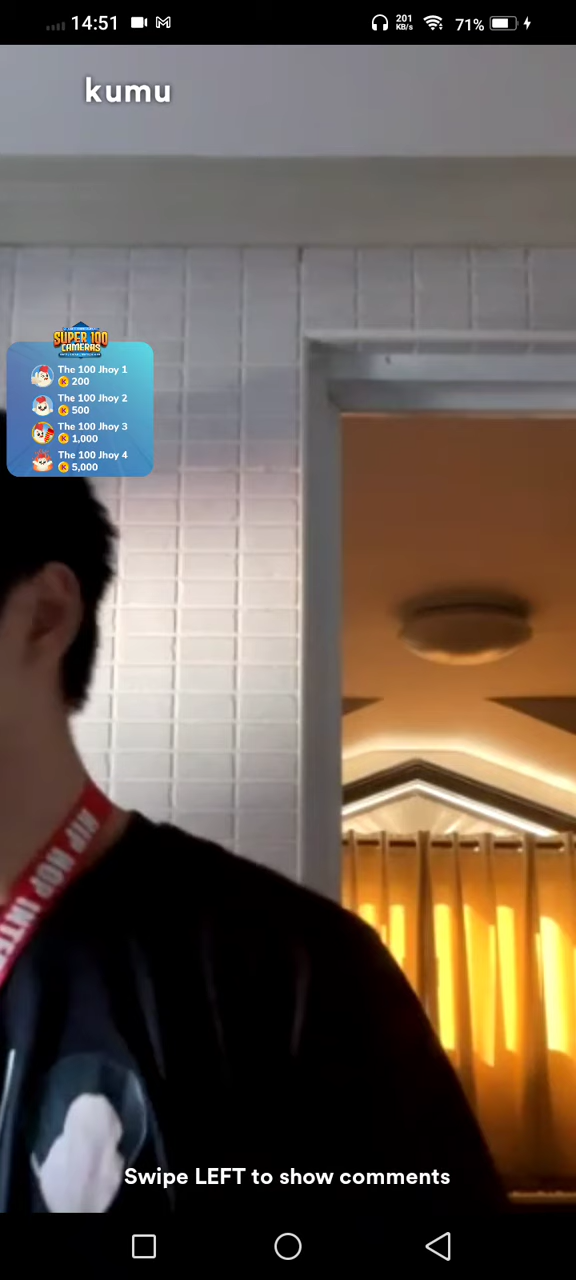 14:51
201
KB/s
71%
kumu
SUPER 100
CAMERAS
The 100 Jhoy 1
K 200
The 100 Jhoy 2
K 500
The 100 Jhoy 3
K 1,000
The 100 Jhoy 4
K 5,000
HIP HOP INTE
Swipe LEFT to show comments